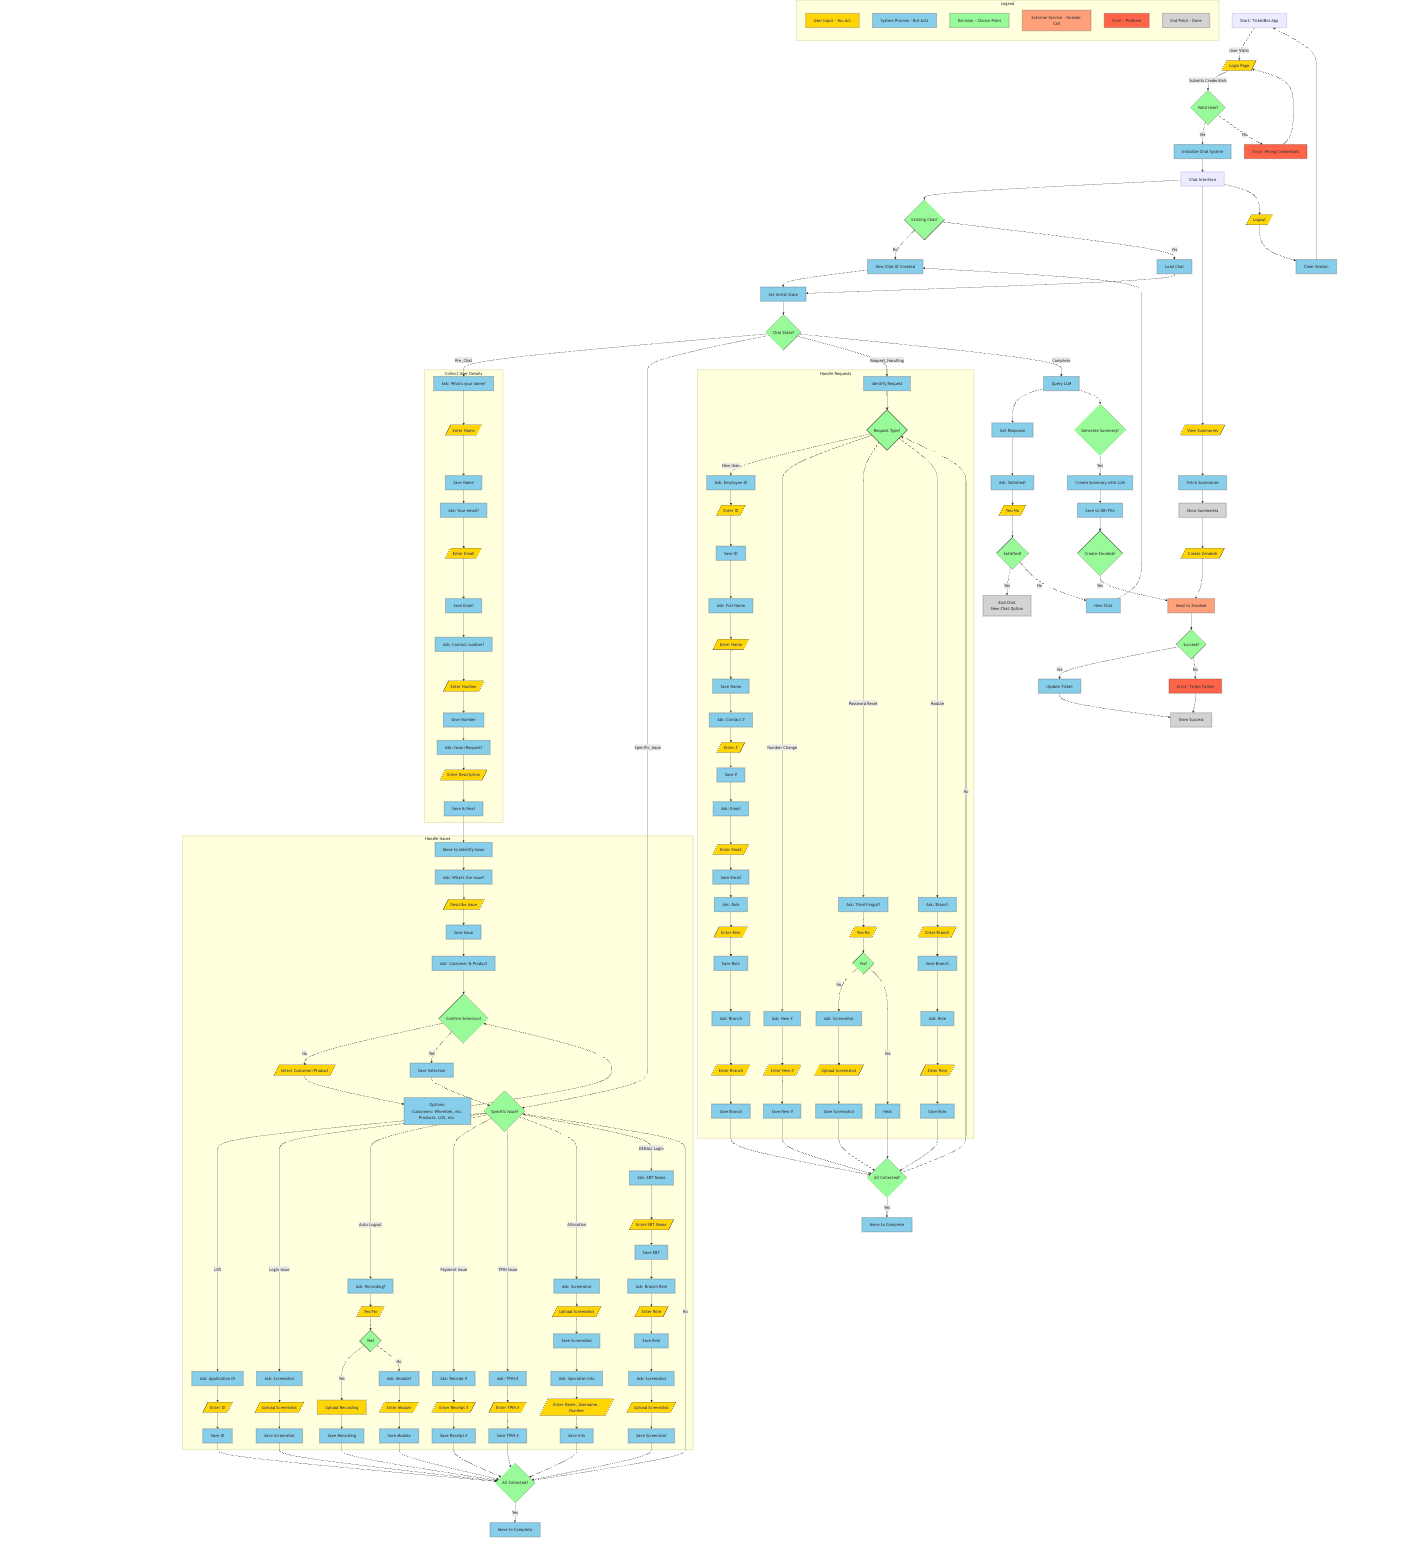 Legend
User Input - You Act
System Process - Bot Acts
Decision - Choice Point
External Service - Outside
Call
Error - Problem
End Point - Done
Start: TicketBot App
User Visits
Login Page
Submits Credentials
Valid User?
Yes
No
Initialize Chat System
Error: Wrong Credentials
Chat Interface
Existing Chat?
Logout
No
Yes
New Chat ID Created
Load Chat
Clear Session
Set Initial State
Chat State?
Pre_Chat
Request_Handling
Complete
Specific_Issue
Collect User Details
Ask: What's your name?
Enter Name
Save Name
Ask: Your email?
Enter Email
Save Email
Ask: Contact number?
Enter Number
Save Number
Ask: Issue/Request?
Enter Description
Save & Next
Handle Requests
Identify Request
Request Type?
New User
Number Change
Password Reset
Module
No
Ask: Employee ID
Enter ID
Save ID
Ask: Full Name
Enter Name
Save Name
Ask: Contact #
Enter #
Save #
Ask: Email
Enter Email
Save Email
Ask: Role
Enter Role
Save Role
Ask: Branch
Enter Branch
Save Branch
Ask: New #
Enter New #
Save New #
Ask: Tried Forgot?
Yes/No
Yes?
No
Yes
Ask: Screenshot
Upload Screenshot
Save Screenshot
Next
Ask: Branch
Enter Branch
Save Branch
Ask: Role
Enter Role
Save Role
All Collected?
Yes
Move to Complete
Query LLM
Get Response
Generate Summary?
Yes
Ask: Satisfied?
Create Summary with LLM
Yes/No
Save to DB/File
Satisfied?
Create Zendesk?
Yes
No
Yes
End Chat
New Chat Option
New Chat
View Summaries
Fetch Summaries
Show Summaries
Create Zendesk
Send to Zendesk
Success?
Yes
No
Update Ticket
Error: Ticket Failed
Show Success
Handle Issues
Move to Identify Issue
Ask: What's the issue?
Describe Issue
Save Issue
Ask: Customer & Product
Confirm Selection?
No
Yes
Select Customer/Product
Save Selection
Options:
Customers: Wheeltek, etc.
Products: LOS, etc.
Specific Issue?
LOS
Login Issue
Auto Logout
Payment Issue
TPIN Issue
Allocation
DENALI Login
No
Ask: EBT Name
Enter EBT Name
Save EBT
Ask: Branch Role
Enter Role
Save Role
Ask: Screenshot
Upload Screenshot
Save Screenshot
Ask: Screenshot
Upload Screenshot
Save Screenshot
Ask: Specialist Info
Enter Name, Username,
Number
Save Info
Ask: Recording?
Yes/No
Yes?
Yes
No
Upload Recording
Save Recording
Ask: Module?
Enter Module
Save Module
Ask: Application ID
Enter ID
Save ID
Ask: Screenshot
Upload Screenshot
Save Screenshot
Ask: Receipt #
Enter Receipt #
Save Receipt #
Ask: TPIN #
Enter TPIN #
Save TPIN #
All Collected?
Yes
Move to Complete